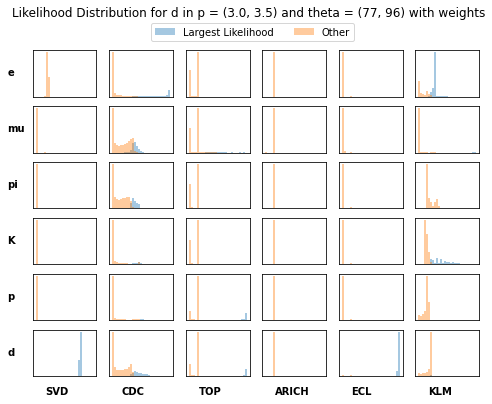 Likelihood Distribution for d in p = (3.0, 3.5) and theta = (77, 96) with weights
Largest Likelihood Other
e
mu
pi
K
p
d
SVD CDC TOP ARICH ECL KLM